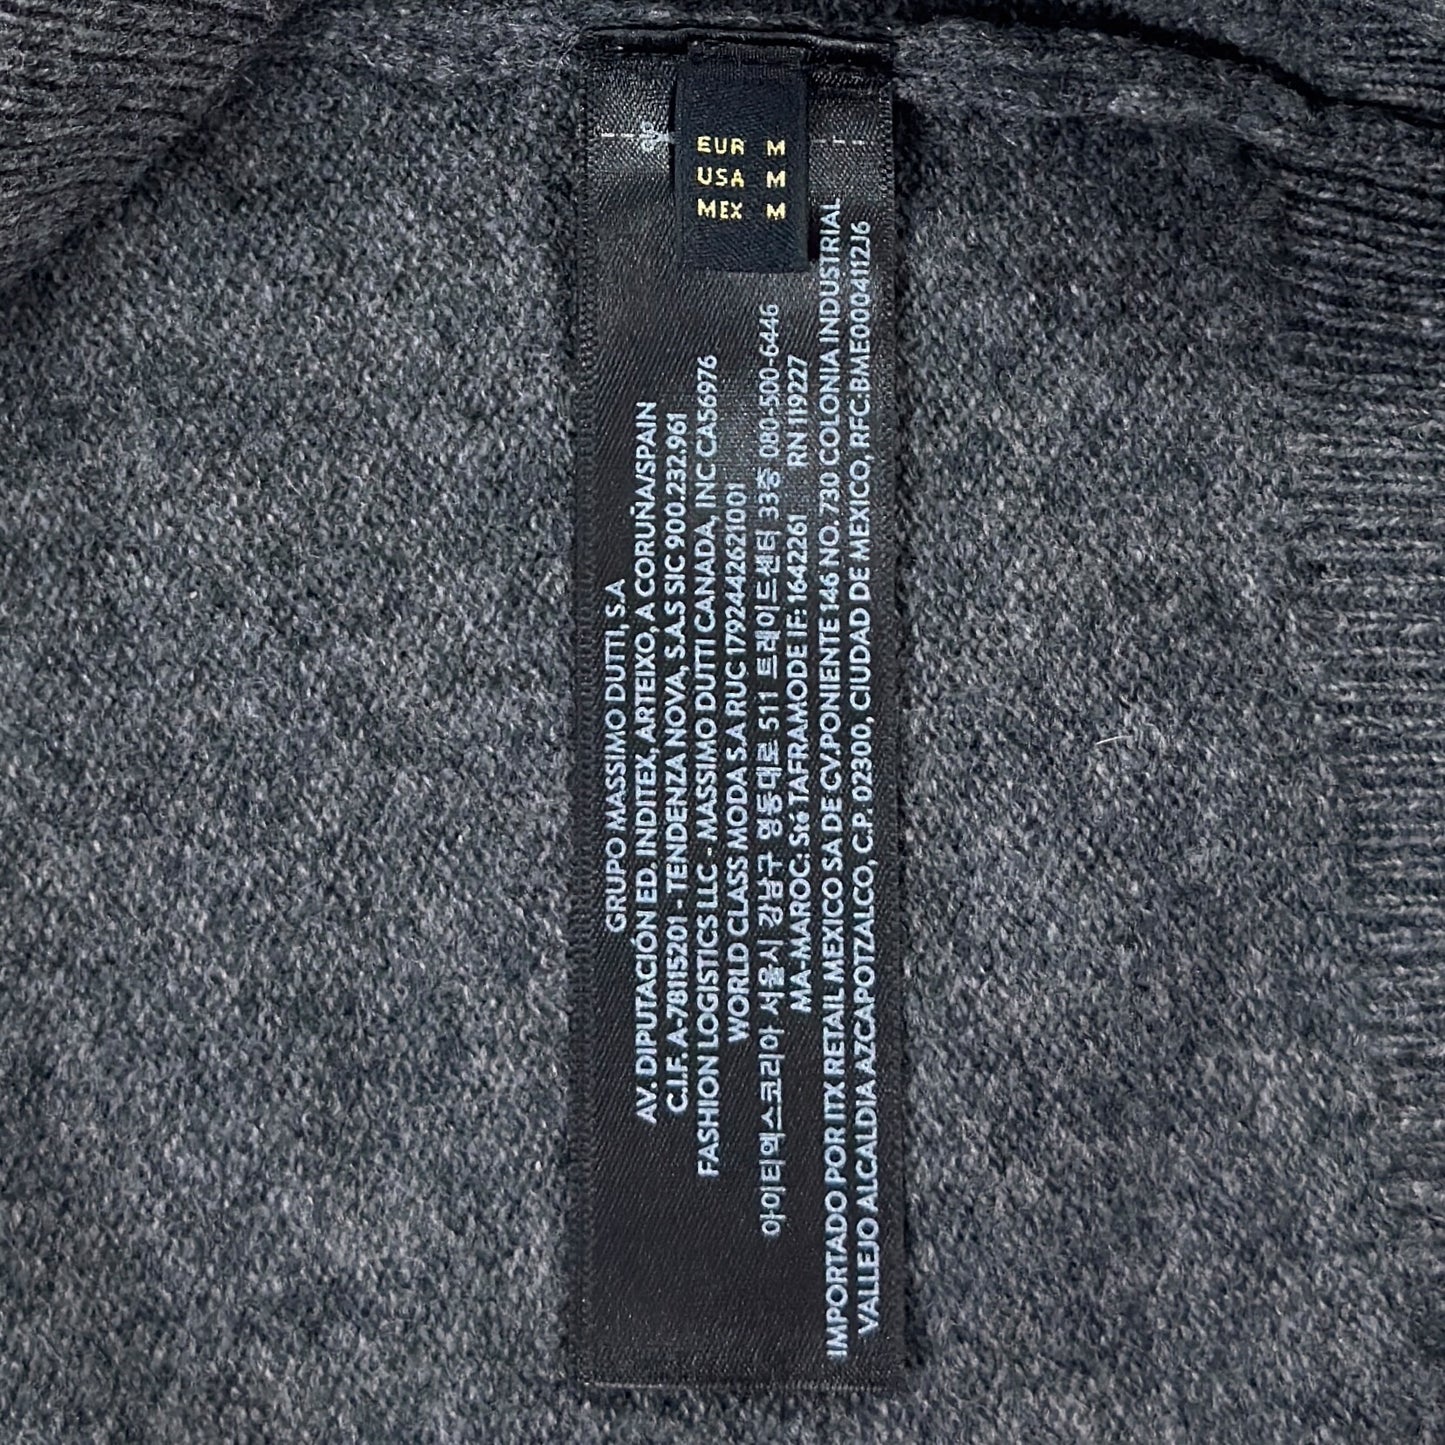 EUR M
USA M
MEX M
GRUPO MASSIMO DUTTI, S.A
AV. DIPUTACIÓN ED. INDITEX, ARTEIXO, A CORUÑA/SPAIN
C.I.F. A-78115201 - TENDENZA NOVA, S.A.S SIC 900.232.961
FASHION LOGISTICS LLC - MASSIMO DUTTI CANADA, INC CA56976
WORLD CLASS MODA S.A RUC 1792442621001
아이티엑스코리아 서울시 강남구 영동대로 511 트레이드센터 33층 080-500-6446
MA-MAROC: Sté TAFRAMODE IF: 1642261 RN 119227
IMPORTADO POR ITX RETAIL MEXICO SA DE CV.PONIENTE 146 NO. 730 COLONIA INDUSTRIAL
VALLEJO ALCALDIA AZCAPOTZALCO, C.P. 02300, CIUDAD DE MEXICO, RFC:BME0004112J6